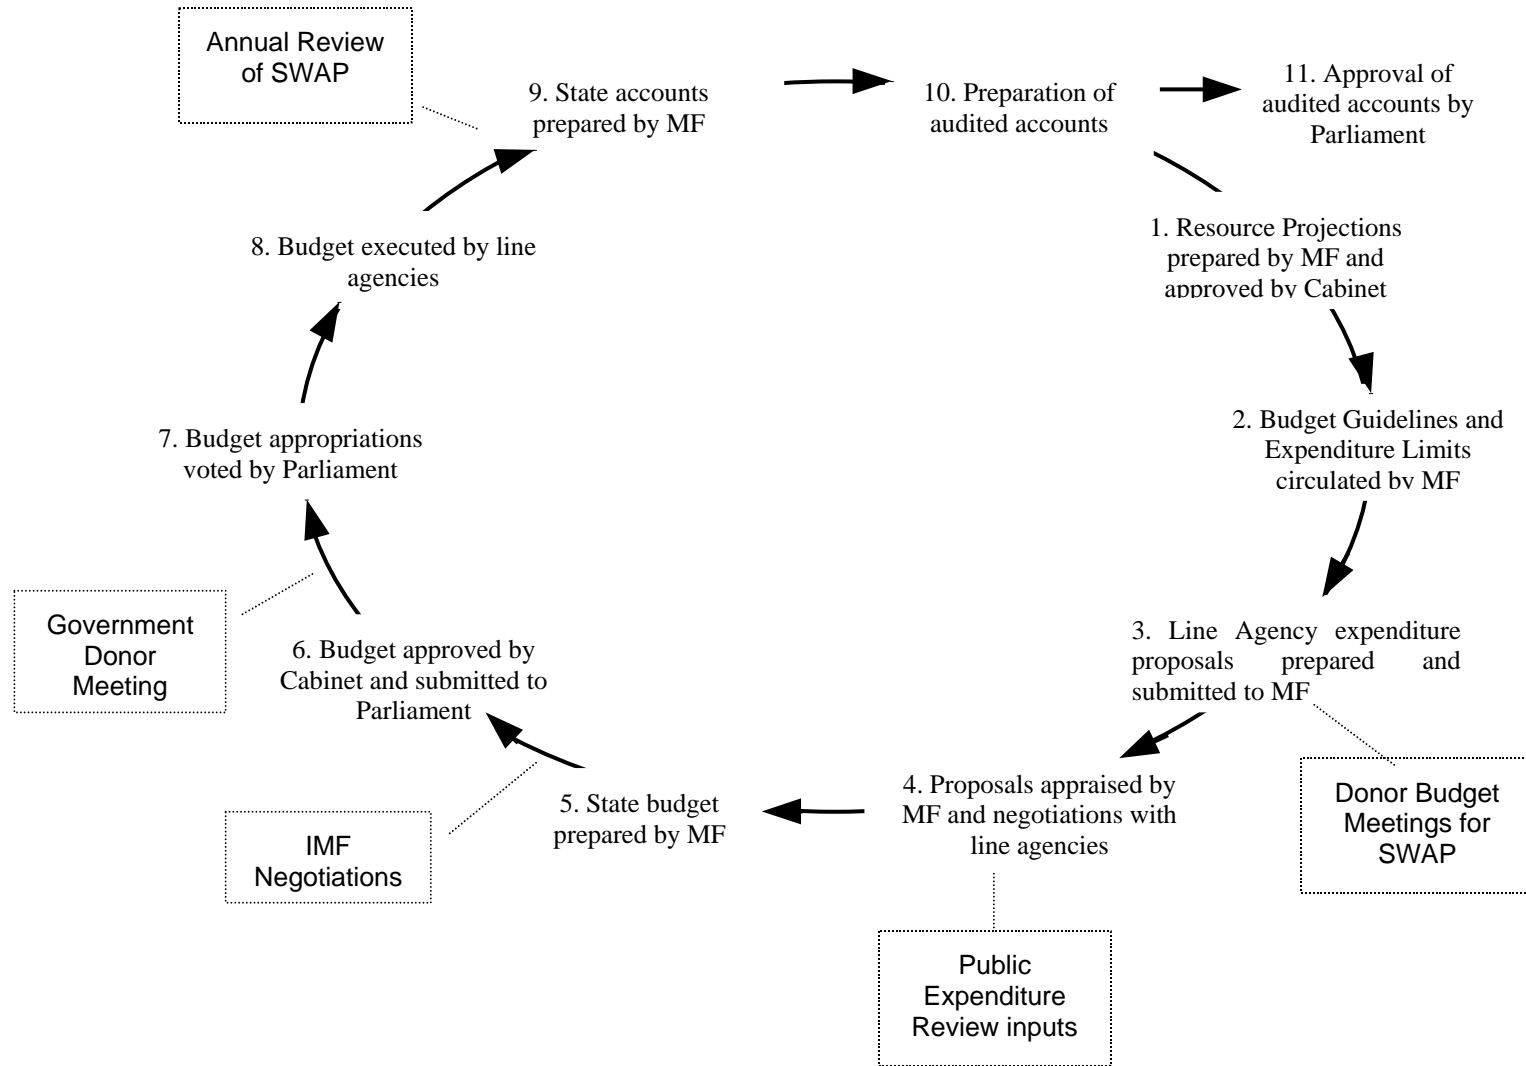 Annual Review
of SWAP
9. State accounts
prepared by MF
10. Preparation of
audited accounts
11. Approval of
audited accounts by
Parliament
1. Resource Projections
prepared by MF and
approved by Cabinet
2. Budget Guidelines and
Expenditure Limits
circulated by MF
3. Line Agency expenditure
proposals prepared and
submitted to MF
Donor Budget
Meetings for
SWAP
4. Proposals appraised by
MF and negotiations with
line agencies
Public
Expenditure
Review inputs
5. State budget
prepared by MF
IMF
Negotiations
6. Budget approved by
Cabinet and submitted to
Parliament
Government
Donor
Meeting
7. Budget appropriations
voted by Parliament
8. Budget executed by line
agencies